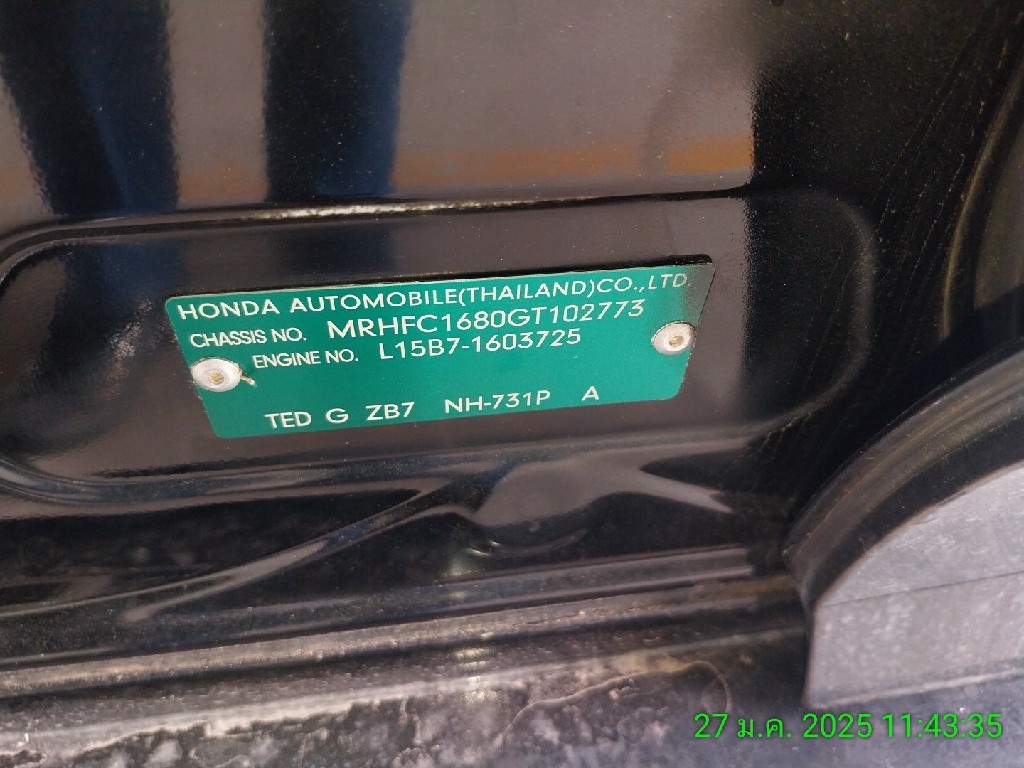 HONDA AUTOMOBILE(THAILAND)CO.,LTD.
CHASSIS NO. MRHFC1680GT102773
ENGINE NO. L15B7-1603725
TED G ZB7 NH-731P A
27 ม.ค. 2025 11:43:35